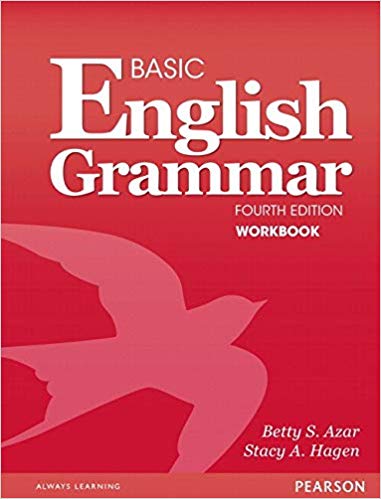 BASIC
English
Grammar
FOURTH EDITION
WORKBOOK
Betty S. Azar
Stacy A. Hagen
ALWAYS LEARNING
PEARSON